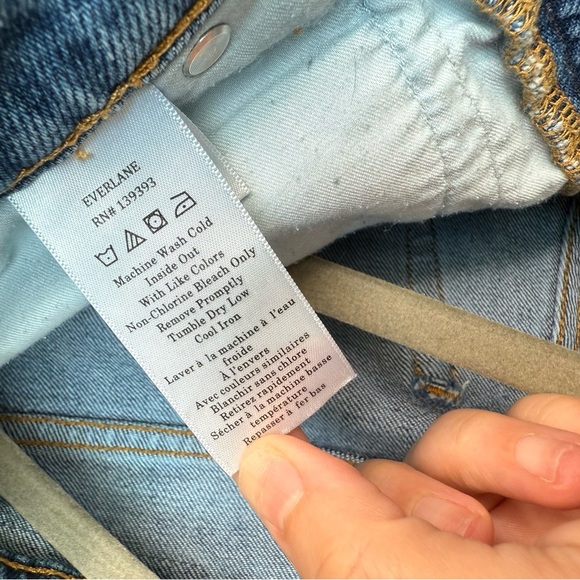 EVERLANE
RN# 139393
Machine Wash Cold
Inside Out
With Like Colors
Non-Chlorine Bleach Only
Remove Promptly
Tumble Dry Low
Cool Iron
Laver à la machine à l'eau
froide
À l'envers
Avec couleurs similaires
Blanchir sans chlore
Retirez rapidement
Sécher à la machine basse
température
Repasser à fer bas